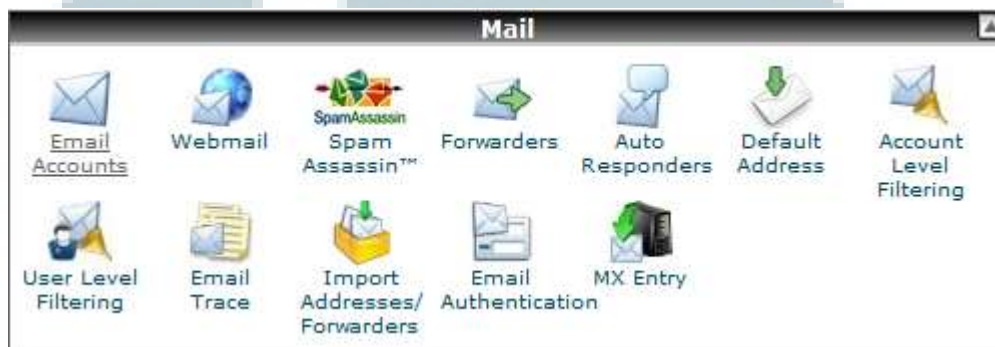 Mail
Email
Accounts
Webmail
SpamAssassin
Spam
Assassin™
Forwarders
Auto
Responders
Default
Address
Account
Level
Filtering
User Level
Filtering
Email
Trace
Import
Addresses/
Forwarders
Email
Authentication
MX Entry